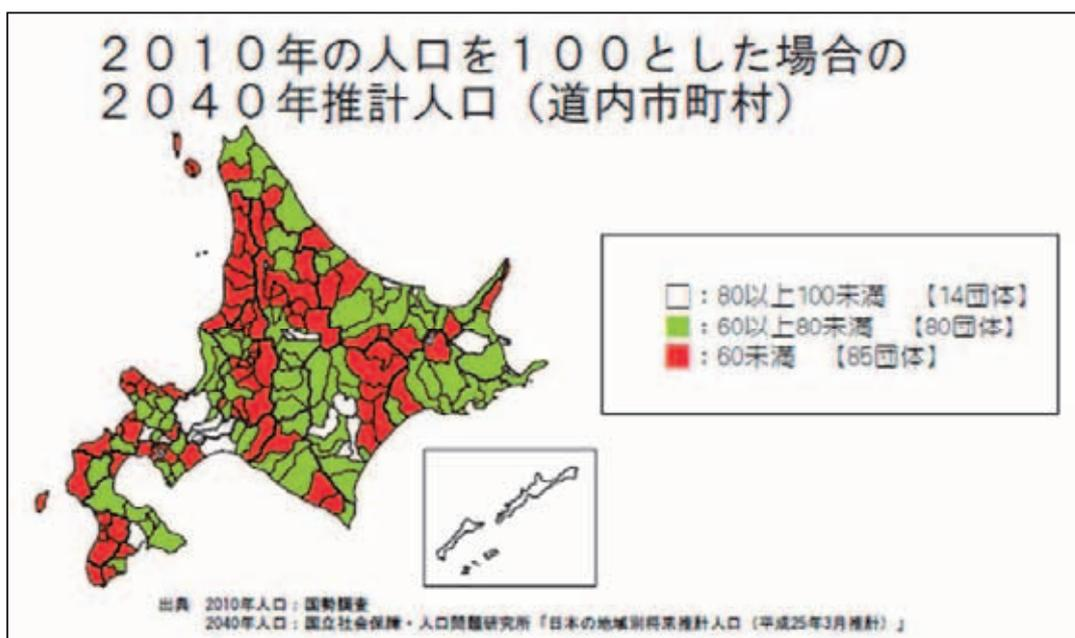 2010年の人口を100とした場合の
2040年推計人口（道内市町村）
□：80以上100未満 【14団体】
■：60以上80未満 【80団体】
■：60未満 【85団体】
出典 2010年人口：国勢調査
2040年人口：国立社会保障・人口問題研究所「日本の地域別将来推計人口（平成25年3月推計）」